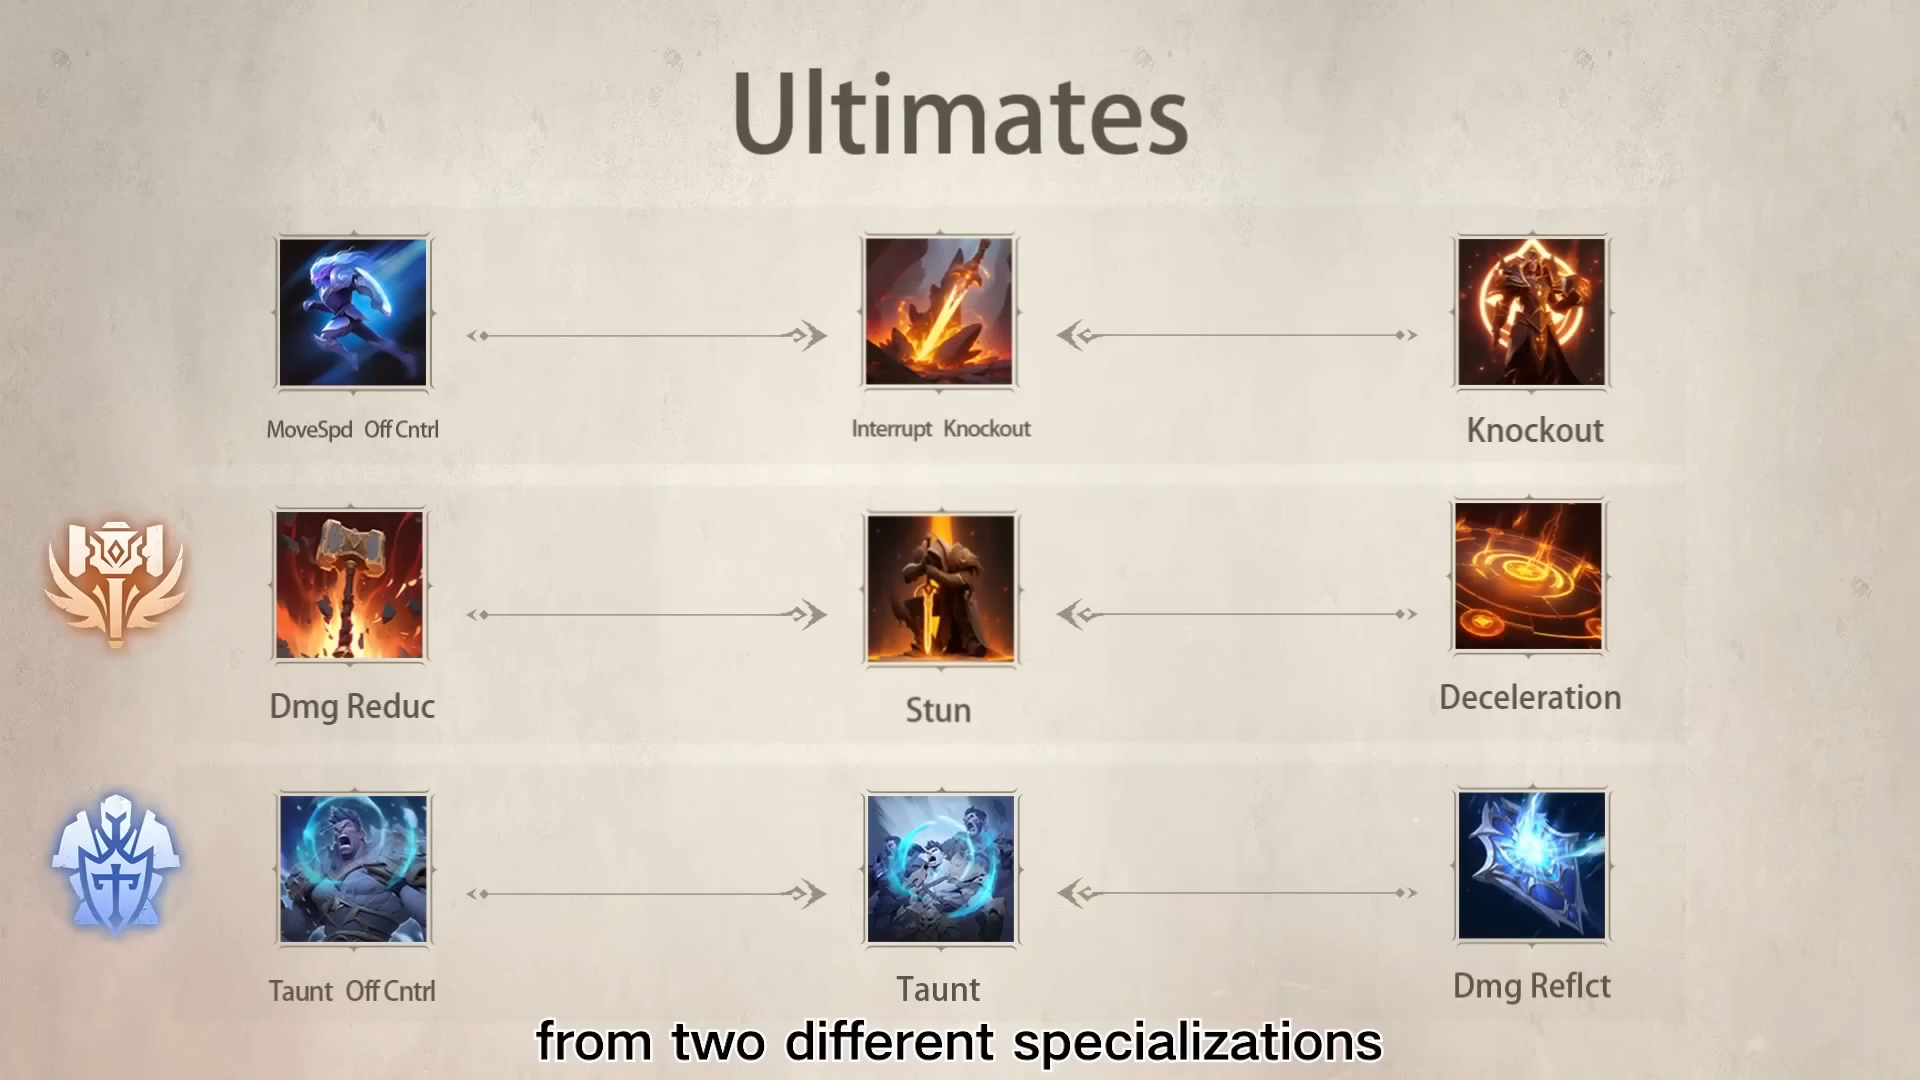 Ultimates
MoveSpd Off Cntrl
Interrupt Knockout
Knockout
Dmg Reduc
Stun
Deceleration
Taunt Off Cntrl
Taunt
Dmg Reflct
from two different specializations